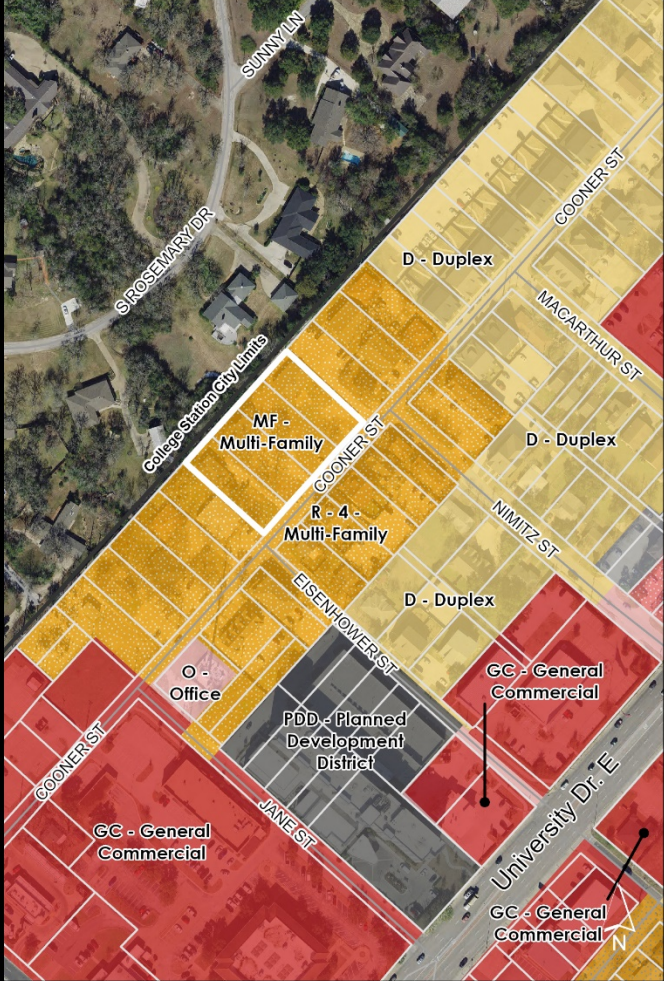 SUNNY LN
COONER ST
S ROSEMARY DR
D - Duplex
MACARTHUR ST
College Station City Limits
MF -
Multi-Family
COONER ST
D - Duplex
R - 4 -
Multi-Family
NIMITZ ST
EISENHOWER ST
D - Duplex
O -
Office
GC - General
Commercial
PDD - Planned
Development
District
COONER ST
University Dr. E
JANE ST
GC - General
Commercial
GC - General
Commercial
N